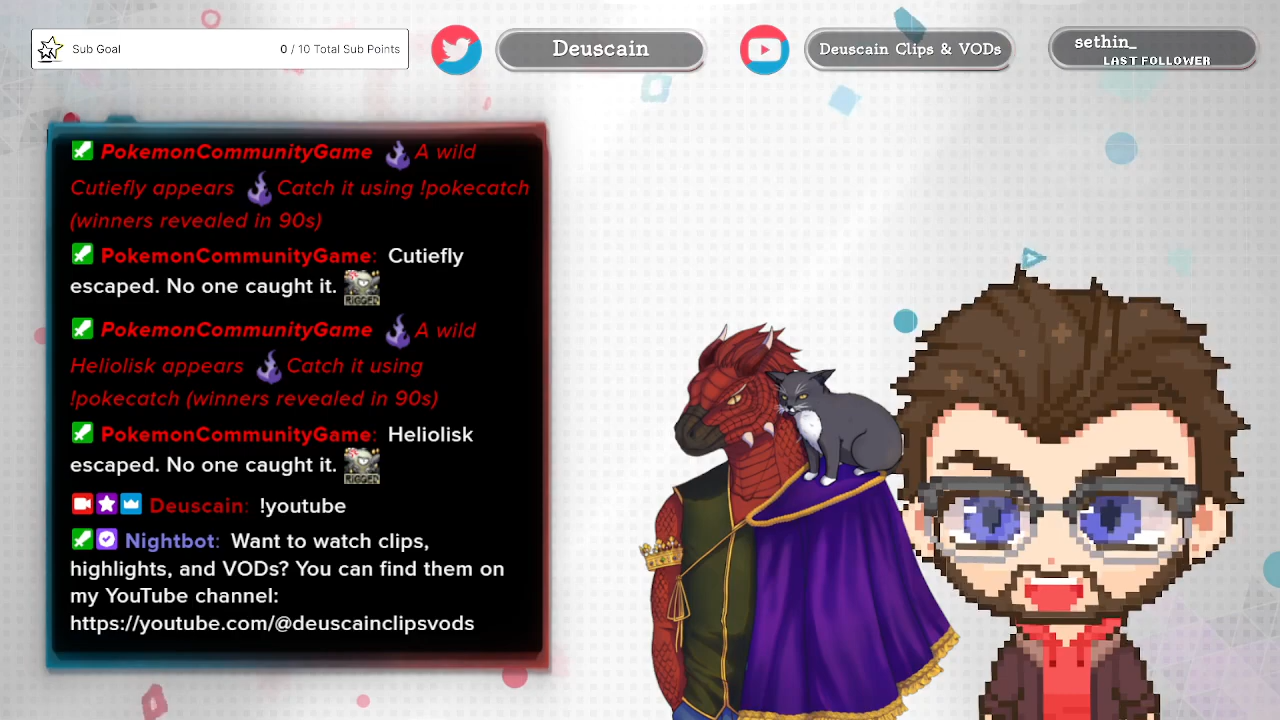 Sub Goal
0 / 10 Total Sub Poin
Deuscain
Deuscain Clips & VODs
sethin_
LAST FOLLOWER
PokemonCommunityGame A wild
Cutiefly appears Catch it using !pokecatch
(winners revealed in 90s)
PokemonCommunityGame: Cutiefly
escaped. No one caught it.
RIGGED
PokemonCommunityGame A wild
Heliolisk appears Catch it using
!pokecatch (winners revealed in 90s)
PokemonCommunityGame: Heliolisk
escaped. No one caught it.
RIGGED
Deuscain: !youtube
Nightbot: Want to watch clips,
highlights, and VODs? You can find them on
my YouTube channel:
https://youtube.com/@deuscainclipsvods